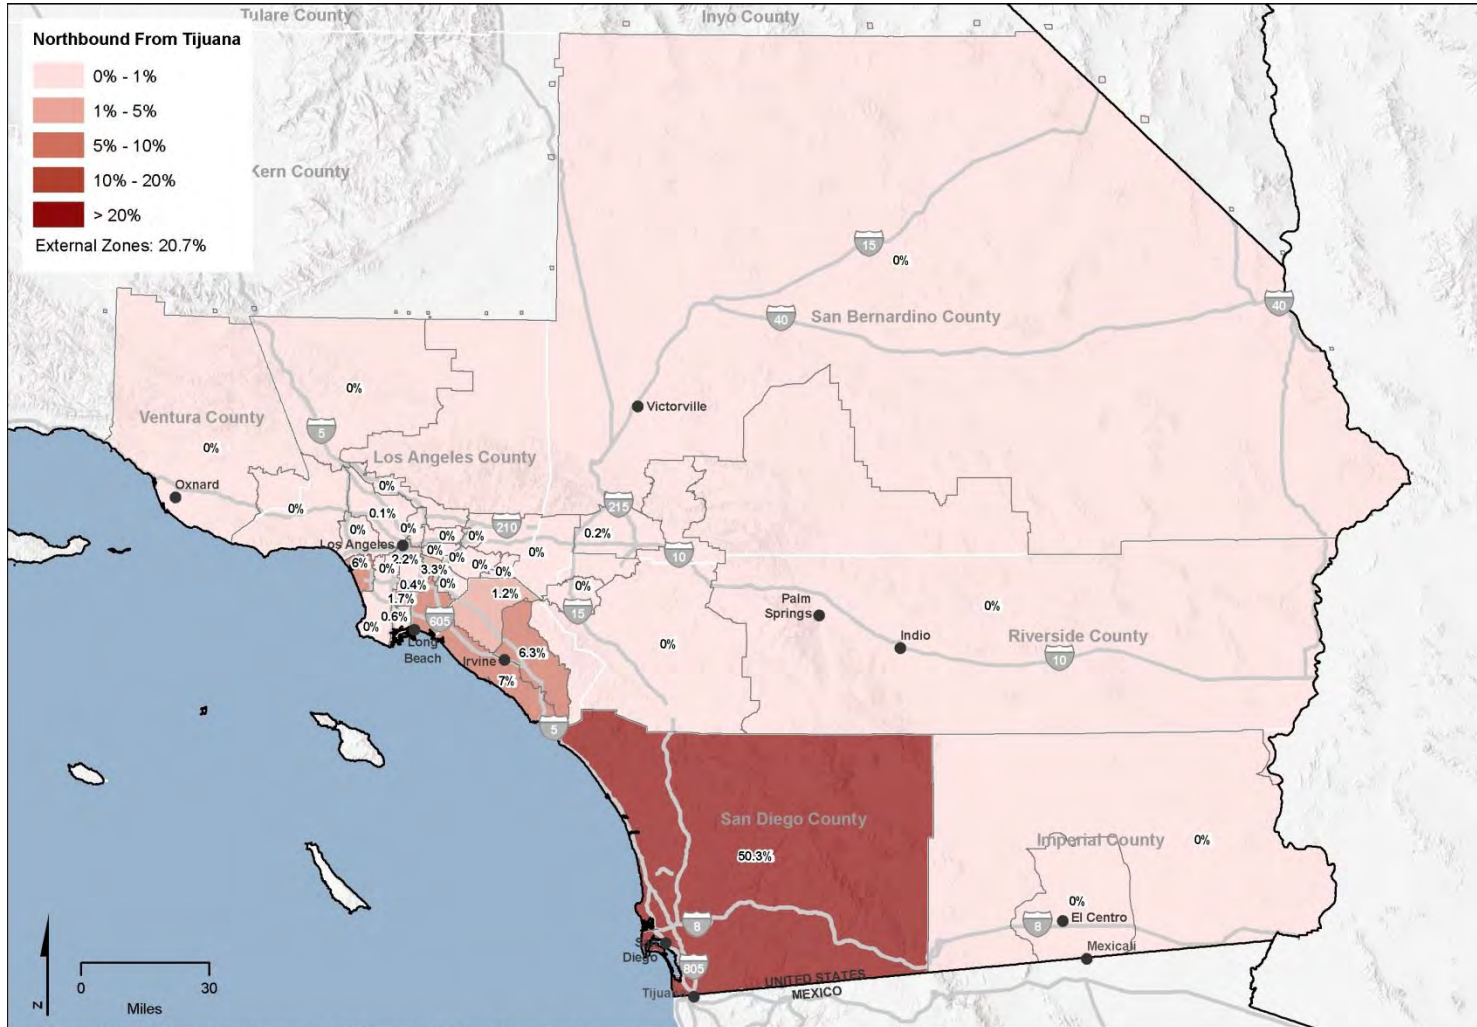 Tulare County
Inyo County
Northbound From Tijuana
0% - 1%
1% - 5%
5% - 10%
10% - 20%
> 20%
External Zones: 20.7%
Kern County
15
0%
40
40
San Bernardino County
0%
Victorville
Ventura County
5
0%
Los Angeles County
Oxnard
0%
0%
215
0.1%
210
0%
0%
0%
0%
0.2%
Los Angeles
0%
0%
10
6%
2.2%
0%
0%
0%
3.3%
0%
0.4%
0%
0%
1.2%
1.7%
15
Palm
Springs
0%
0.6%
605
0%
Long
Beach
0%
Indio
Riverside County
10
Irvine
6.3%
7%
5
San Diego County
50.3%
Imperial County
0%
0%
El Centro
8
8
San
Diego
Mexicali
805
UNITED STATES
MEXICO
Tijuana
N
0
30
Miles